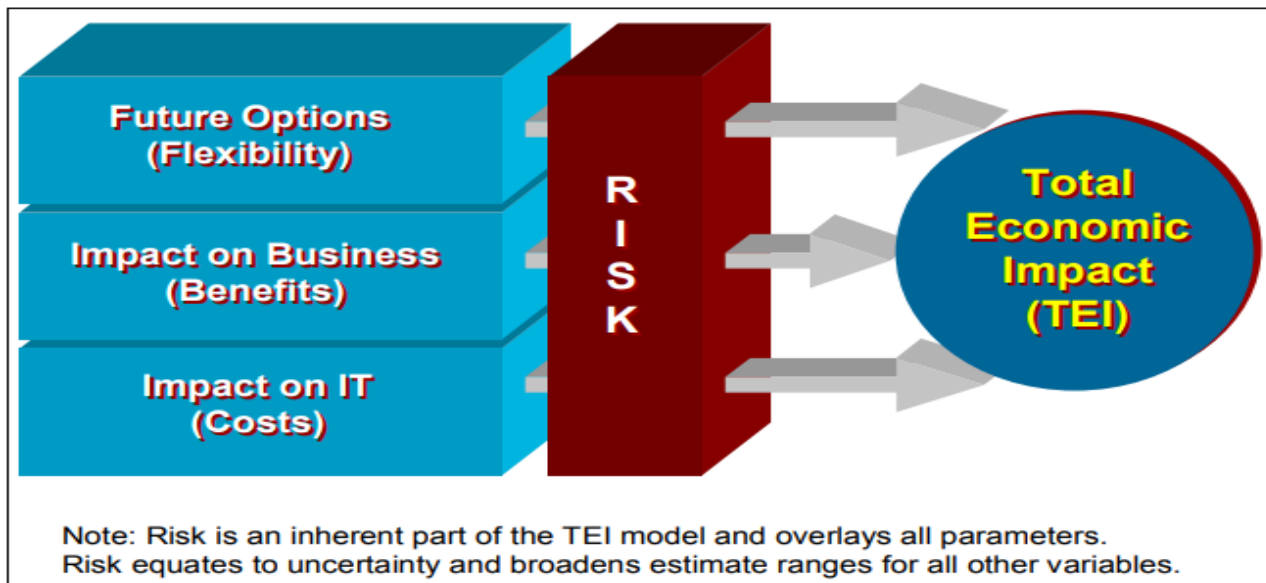 Future Options
(Flexibility)
Impact on Business
(Benefits)
Impact on IT
(Costs)
R
I
S
K
Total
Economic
Impact
(TEI)
Note: Risk is an inherent part of the TEI model and overlays all parameters.
Risk equates to uncertainty and broadens estimate ranges for all other variables.